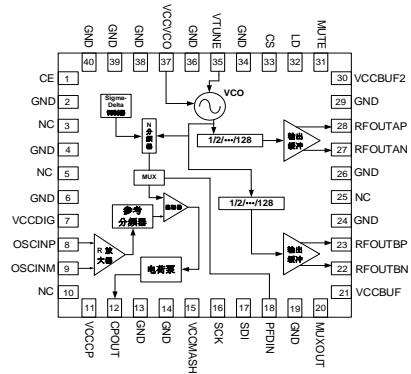 GND
GND
GND
VCCVCO
GND
VTUNE
GND
CS
LD
MUTE
40
39
38
37
36
35
34
33
32
31
CE 1
GND 2
NC 3
GND 4
NC 5
GND 6
VCCDIG 7
OSCINP 8
OSCINM 9
NC 10
30 VCCBUF2
29 GND
28 RFOUTAP
27 RFOUTAN
26 GND
25 NC
24 GND
23 RFOUTBP
22 RFOUTBN
21 VCCBUF
Sigma-
Delta
调制器
N
分频器
VCO
1/2/···/128
输出
缓冲
MUX
参考
分频器
1/2/···/128
R 放
大器
电荷泵
输出
缓冲
11
12
13
14
15
16
17
18
19
20
VCCCP
CPOUT
GND
GND
VCCMASH
SCK
SDI
PFDIN
GND
MUXOUT